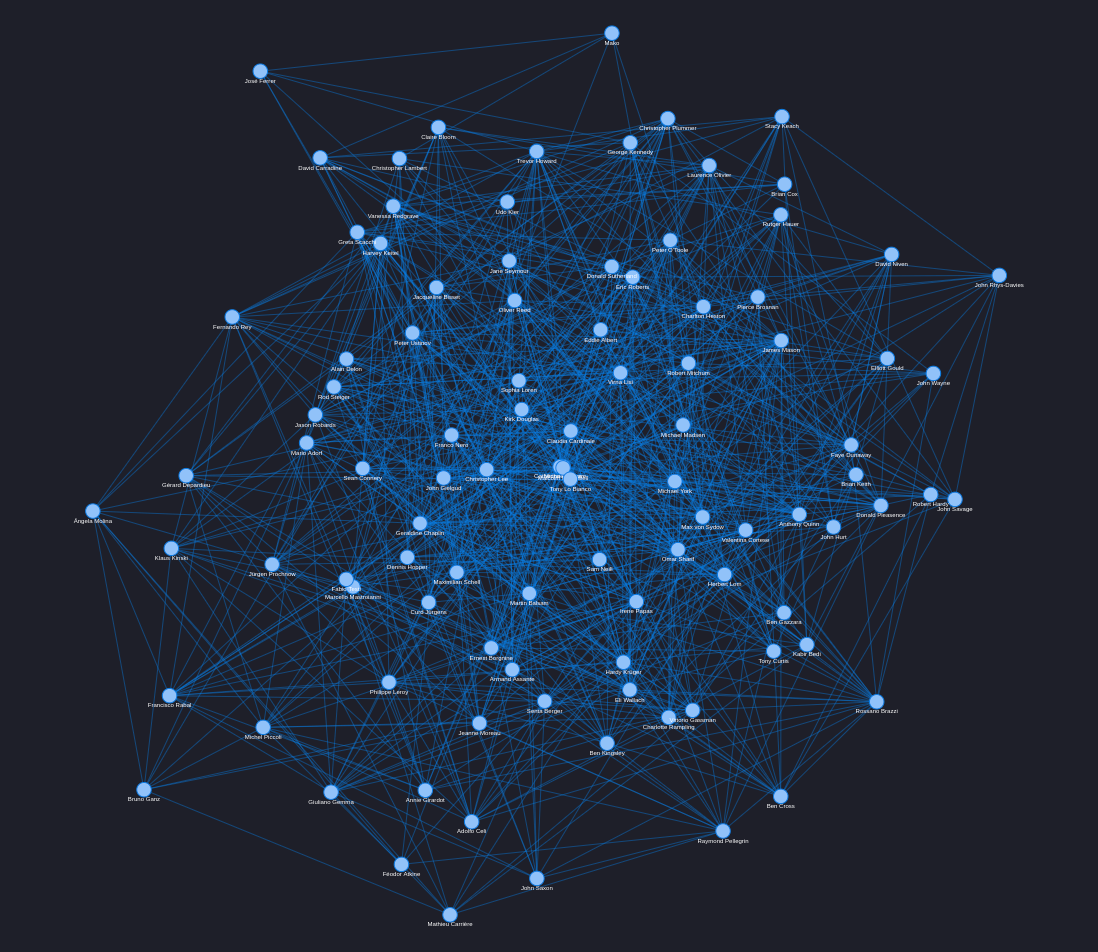 Mako
José Ferrer
Christopher Plummer
Stacy Keach
Claire Bloom
George Kennedy
Trevor Howard
David Carradine
Christopher Lambert
Laurence Olivier
Brian Cox
Udo Kier
Vanessa Redgrave
Rutger Hauer
Greta Scacchi
Harvey Keitel
Peter O'Toole
David Niven
Jane Seymour
Donald Sutherland
Eric Roberts
John Rhys-Davies
Jacqueline Bisset
Pierce Brosnan
Oliver Reed
Charlton Heston
Fernando Rey
Eddie Albert
Peter Ustinov
James Mason
Alain Delon
Elliott Gould
Robert Mitchum
Virna Lisi
John Wayne
Sophia Loren
Rod Steiger
Kirk Douglas
Jason Robards
Michael Madsen
Claudia Cardinale
Franco Nero
Mario Adorf
Faye Dunaway
Sean Connery
Christopher Lee
John Gielgud
Gérard Depardieu
Brian Keith
Tony Lo Bianco
Michael York
Robert Hardy
John Savage
Donald Pleasence
Ángela Molina
Max von Sydow
Anthony Quinn
Geraldine Chaplin
John Hurt
Valentina Cortese
Klaus Kinski
Omar Sharif
Dennis Hopper
Sam Neill
Jürgen Prochnow
Maximilian Schell
Herbert Lom
Marcello Mastroianni
Martin Balsam
Curd Jürgens
Irene Papas
Ben Gazzara
Kabir Bedi
Ernest Borgnine
Tony Curtis
Hardy Krüger
Armand Assante
Philippe Leroy
Eli Wallach
Francisco Rabal
Senta Berger
Rossano Brazzi
Vittorio Gassman
Charlotte Rampling
Jeanne Moreau
Michel Piccoli
Ben Kingsley
Bruno Ganz
Annie Girardot
Giuliano Gemma
Ben Cross
Adolfo Celi
Raymond Pellegrin
Féodor Atkine
John Saxon
Mathieu Carrière